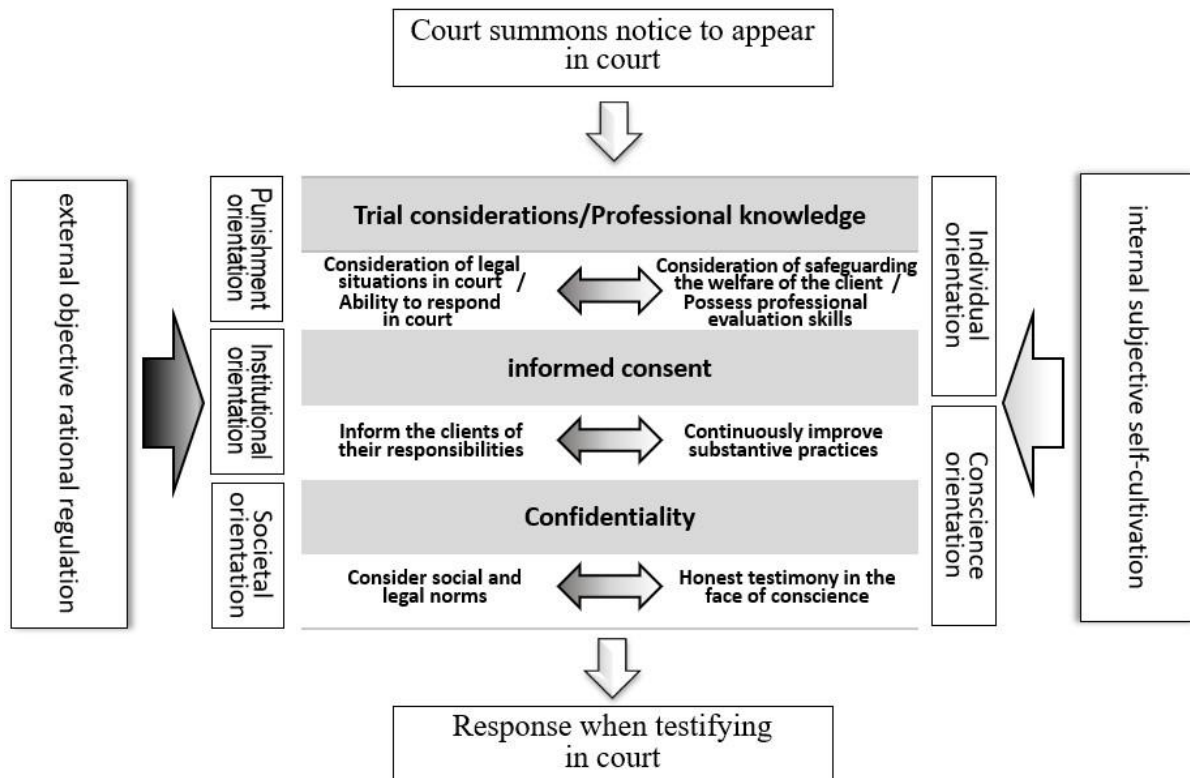 Court summons notice to appear
in court
external objective rational regulation
Punishment
orientation
Institutional
orientation
Societal
orientation
Trial considerations/Professional knowledge
Consideration of legal
situations in court /
Ability to respond
in court
Consideration of safeguarding
the welfare of the client /
Possess professional
evaluation skills
informed consent
Inform the clients of
their responsibilities
Continuously improve
substantive practices
Confidentiality
Consider social and
legal norms
Honest testimony in the
face of conscience
Individual
orientation
Conscience
orientation
internal subjective self-cultivation
Response when testifying
in court